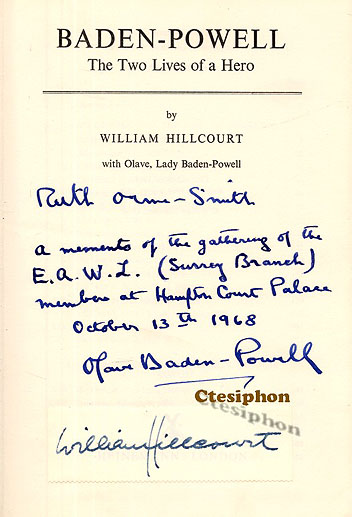 BADEN-POWELL
The Two Lives of a Hero
by
WILLIAM HILLCOURT
with Olave, Lady Baden-Powell
Ruth Orme-Smith
a memento of the gathering of the
E.A.W.L. (Surrey Branch)
members at Hampton Court Palace
October 13th 1968
Olave Baden-Powell
Ctesiphon
Ctesiphon
William Hillcourt